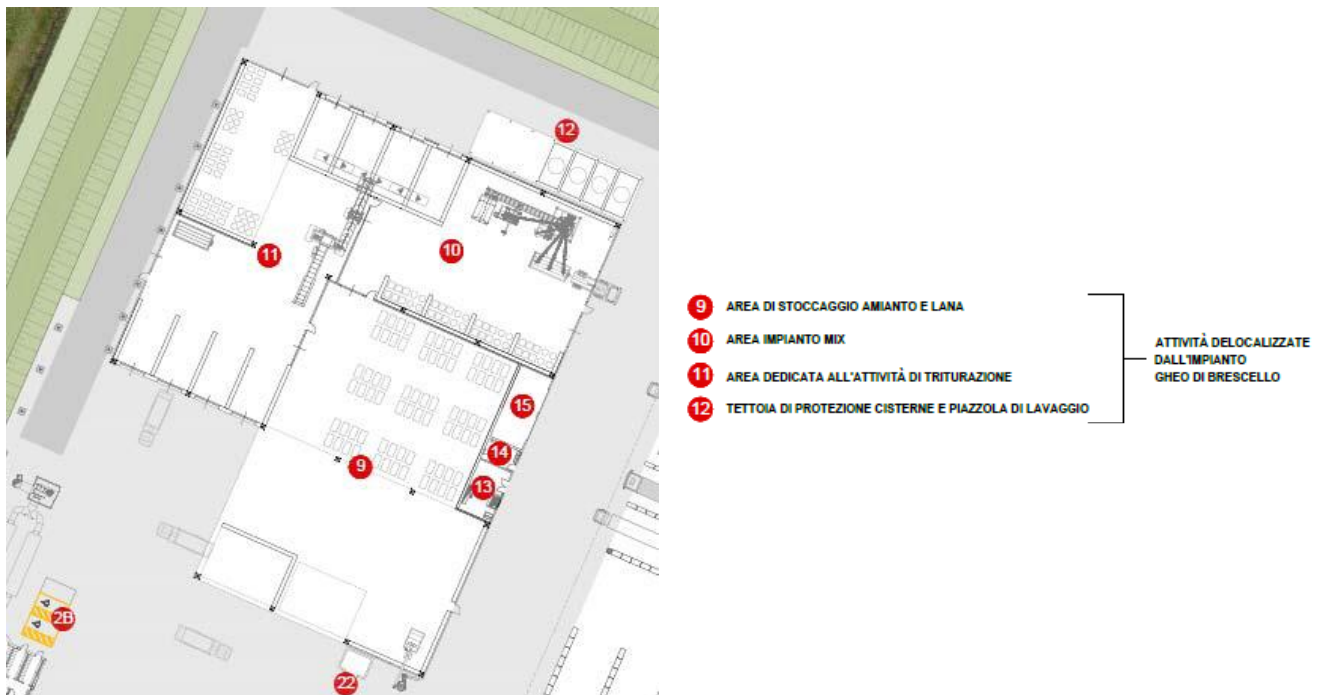 12
11
10
15
14
9
13
2B
22
9 AREA DI STOCCAGGIO AMIANTO E LANA
10 AREA IMPIANTO MIX
11 AREA DEDICATA ALL'ATTIVITÀ DI TRITURAZIONE
12 TETTOIA DI PROTEZIONE CISTERNE E PIAZZOLA DI LAVAGGIO
ATTIVITÀ DELOCALIZZATE
DALL'IMPIANTO
GHEO DI BRESCELLO